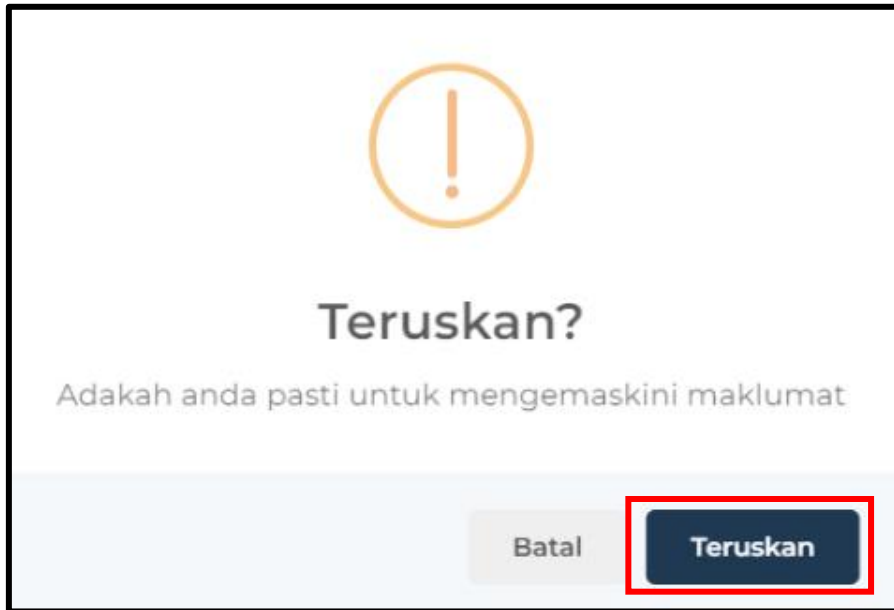 Teruskan?
Adakah anda pasti untuk mengemaskini maklumat
Batal
Teruskan